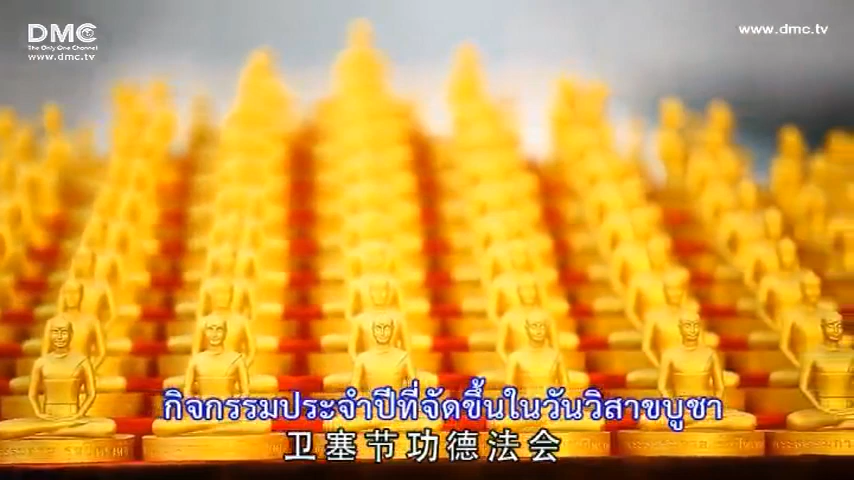 DMC
The Only One Channel
www.dmc.tv
www.dmc.tv
กิจกรรมประจำปีที่จัดขึ้นในวันวิสาขบูชา
卫塞节功德法会